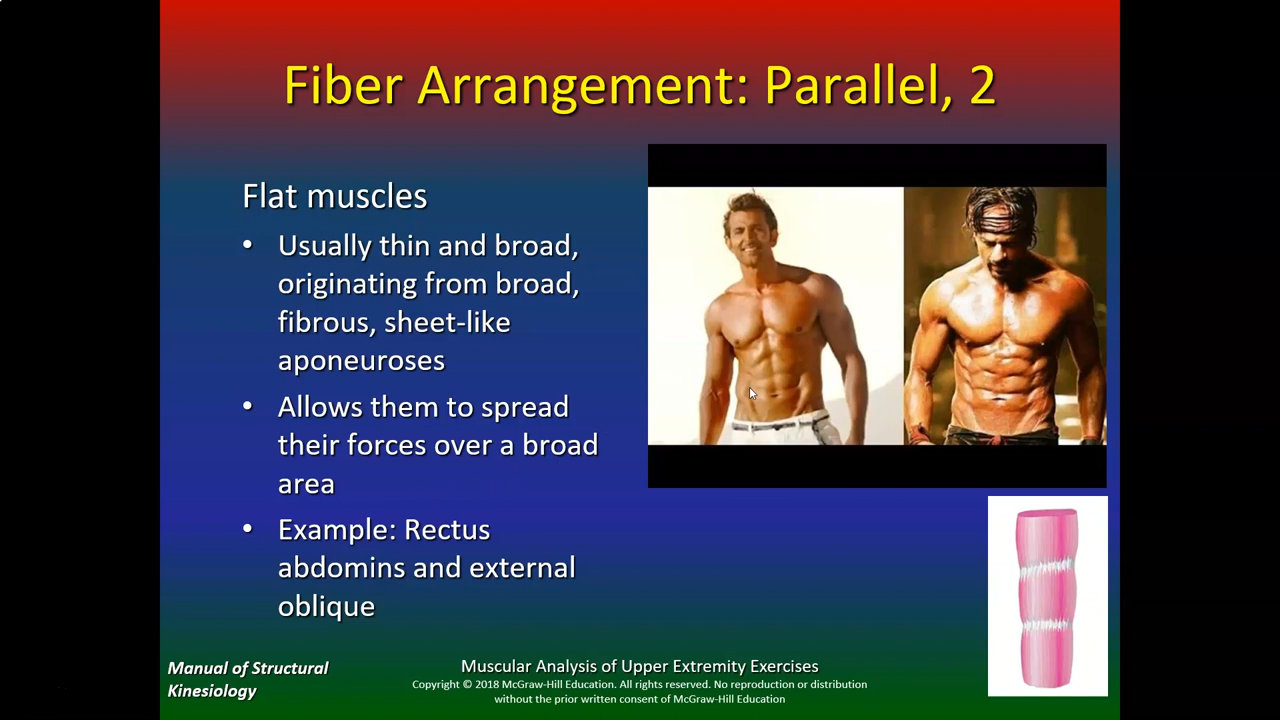 Fiber Arrangement: Parallel, 2
Flat muscles
• Usually thin and broad,
originating from broad,
fibrous, sheet-like
aponeuroses
• Allows them to spread
their forces over a broad
area
• Example: Rectus
abdomins and external
oblique
Manual of Structural
Kinesiology
Muscular Analysis of Upper Extremity Exercises
Copyright © 2018 McGraw-Hill Education. All rights reserved. No reproduction or distribution
without the prior written consent of McGraw-Hill Education